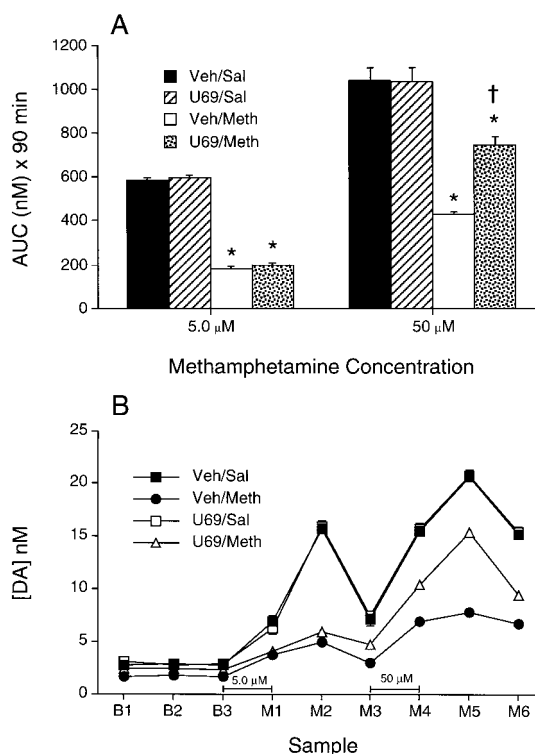 A
1200
1000
800
600
400
200
0
AUC (nM) x 90 min
Veh/Sal
U69/Sal
Veh/Meth
U69/Meth
* *
*
†
*
5.0 µM 50 µM
Methamphetamine Concentration
B
25
20
15
10
5
0
[DA] nM
Veh/Sal
Veh/Meth
U69/Sal
U69/Meth
5.0 µM 50 µM
B1 B2 B3 M1 M2 M3 M4 M5 M6
Sample